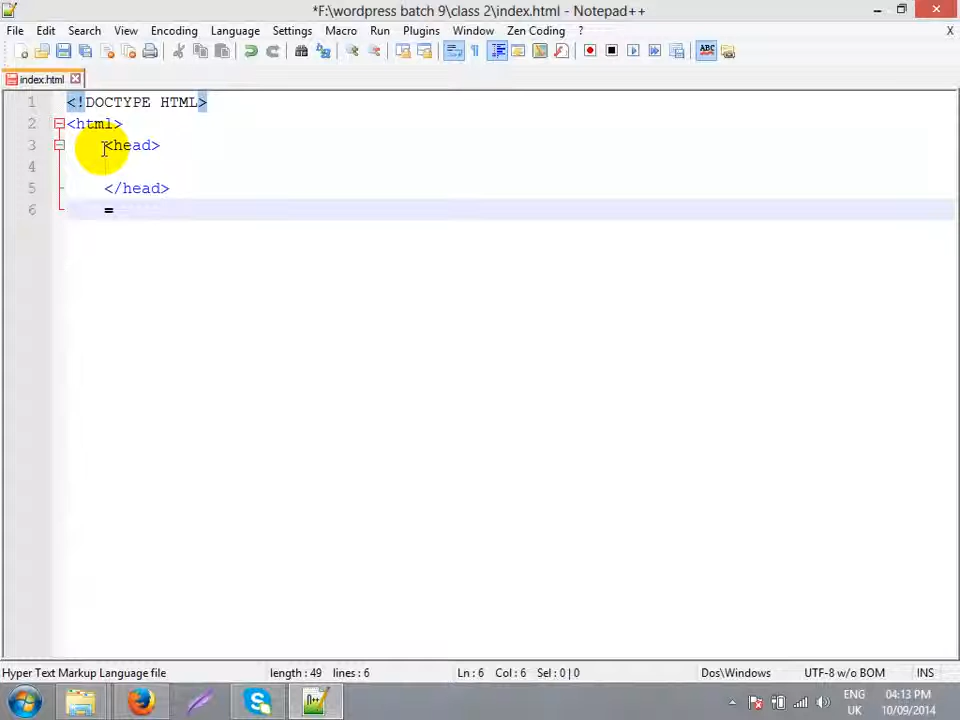 *F:\wordpress batch 9\class 2\index.html - Notepad++
File Edit Search View Encoding Language Settings Macro Run Plugins Window Zen Coding ? X
index.html
1 <!DOCTYPE HTML>
2 <html>
3 <head>
4
5 </head>
6 =
Hyper Text Markup Language file length : 49 lines : 6 Ln : 6 Col : 6 Sel : 0 | 0 Dos\Windows UTF-8 w/o BOM INS
ENG 04:13 PM
UK 10/09/2014